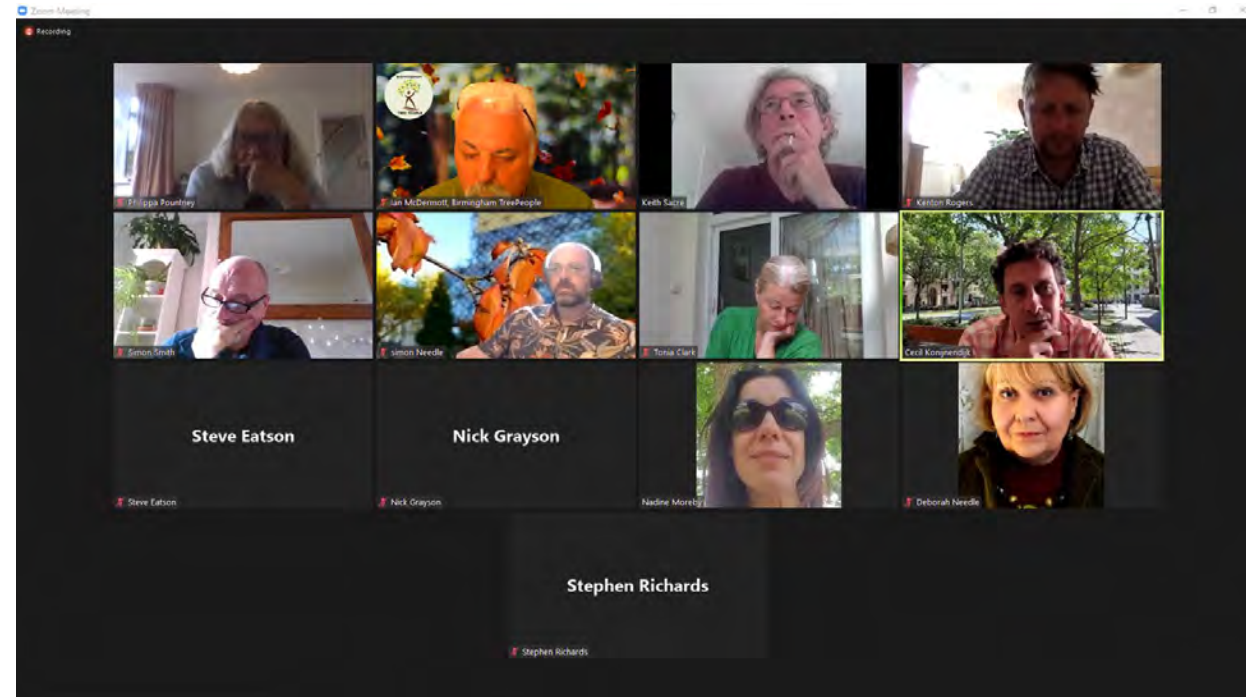 Zoom Meeting
Recording
Philippa Pountney
Ian McDermott, Birmingham TreePeople
Keith Sacre
Kenton Rogers
Simon Smith
simon Needle
Tonia Clark
Cecil Konijnendijk
Steve Eatson
Nick Grayson
Steve Eatson
Nick Grayson
Nadine Moreby
Deborah Needle
Stephen Richards
Stephen Richards